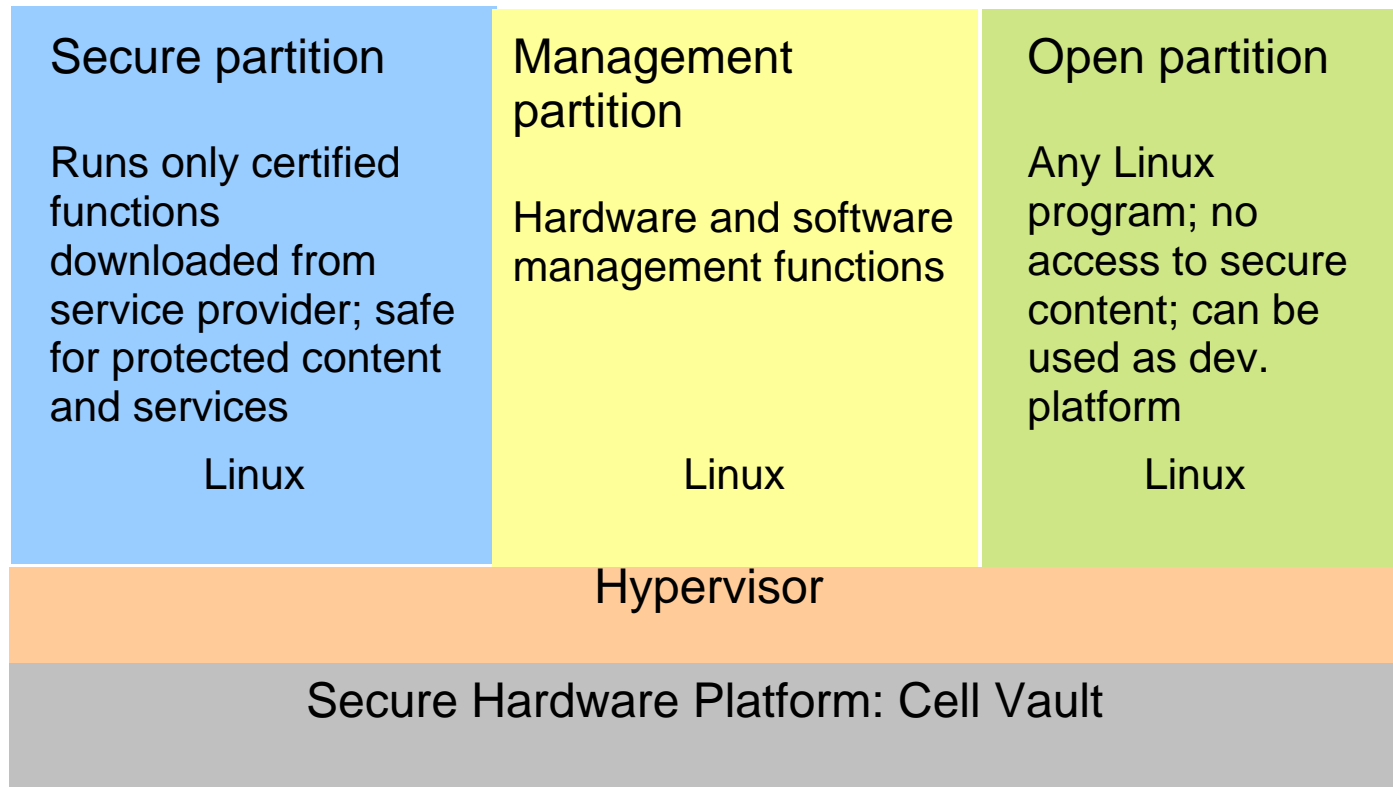 Secure partition
Runs only certified
functions
downloaded from
service provider; safe
for protected content
and services
Linux
Management
partition
Hardware and software
management functions
Linux
Open partition
Any Linux
program; no
access to secure
content; can be
used as dev.
platform
Linux
Hypervisor
Secure Hardware Platform: Cell Vault